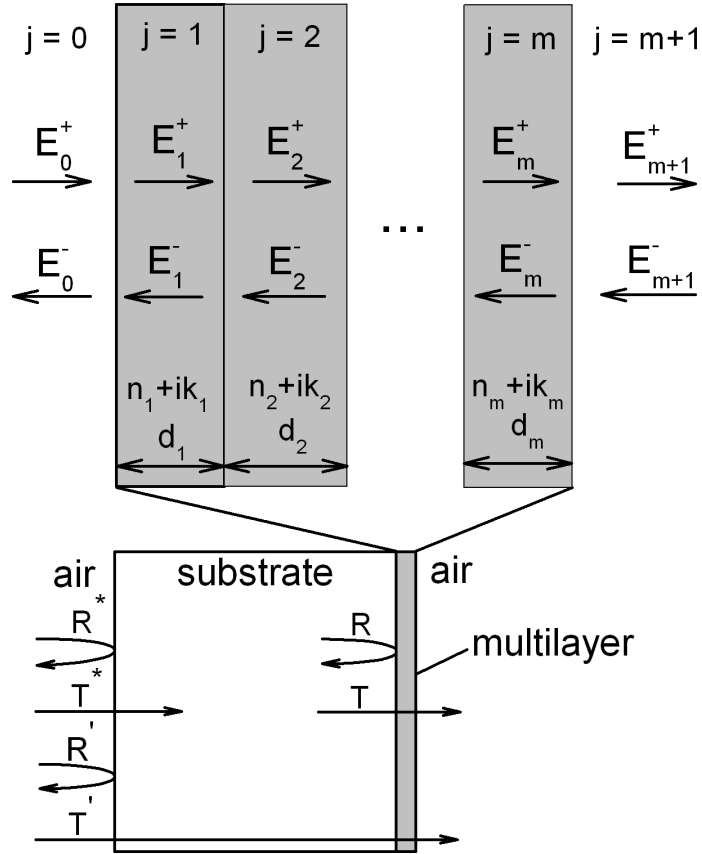 j = 0 j = 1 j = 2 j = m j = m+1
E₀⁺ E₁⁺ E₂⁺ Eₘ⁺ Eₘ₊₁⁺
...
E₀⁻ E₁⁻ E₂⁻ Eₘ⁻ Eₘ₊₁⁻
n₁+ik₁ n₂+ik₂ nₘ+ikₘ
d₁ d₂ dₘ
air substrate air
R* R
multilayer
T* T
R'
T'